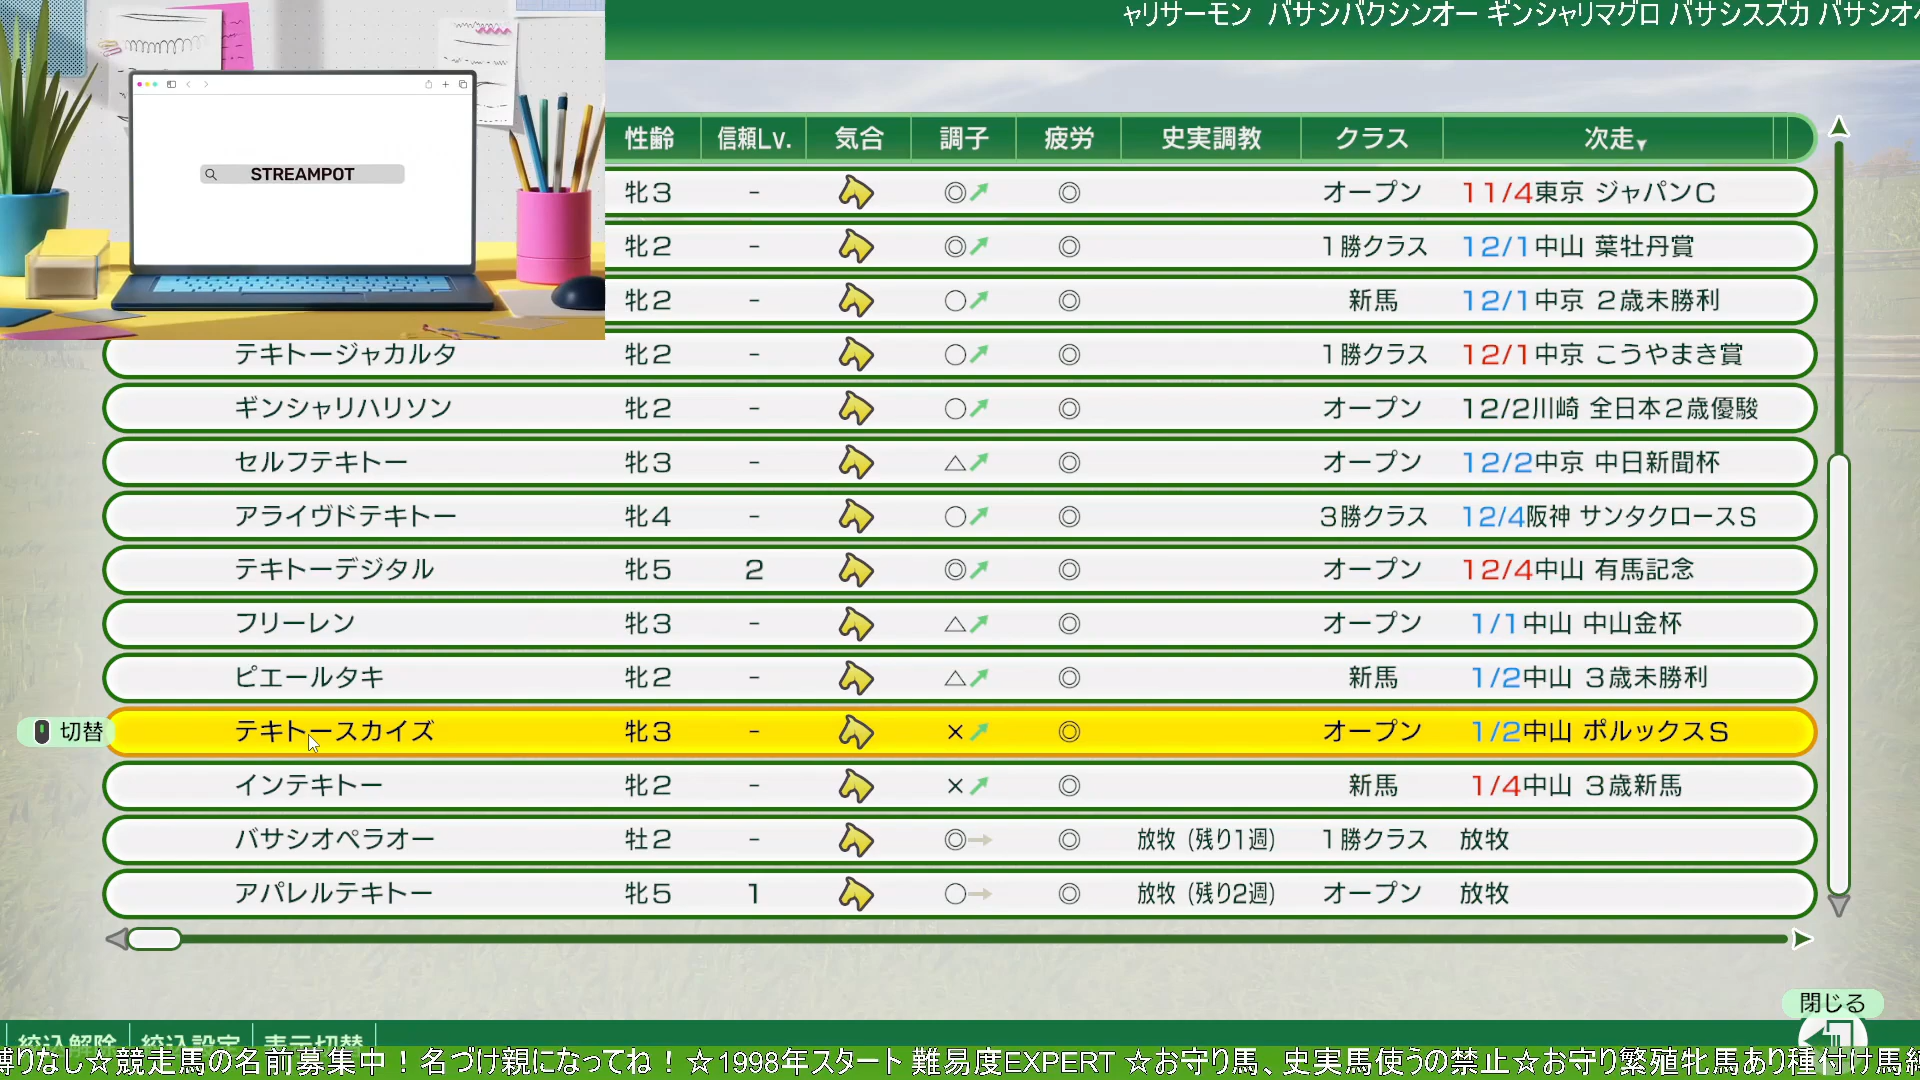 ャリサーモン バサシバクシンオー ギンシャリマグロ バサシスズカ バサシオペ
STREAMPOT
性齢 信頼Lv. 気合 調子 疲労 史実調教 クラス 次走▼
牝3 - ◎ ◎ オープン 11/4東京 ジャパンC
牝2 - ◎ ◎ 1勝クラス 12/1中山 葉牡丹賞
牝2 - ○ ◎ 新馬 12/1中京 2歳未勝利
テキトージャカルタ 牝2 - ○ ◎ 1勝クラス 12/1中京 こうやまき賞
ギンシャリハリソン 牝2 - ○ ◎ オープン 12/2川崎 全日本2歳優駿
セルフテキトー 牝3 - △ ◎ オープン 12/2中京 中日新聞杯
アライヴドテキトー 牝4 - ○ ◎ 3勝クラス 12/4阪神 サンタクロースS
テキトーデジタル 牝5 2 ◎ ◎ オープン 12/4中山 有馬記念
フリーレン 牝3 - △ ◎ オープン 1/1中山 中山金杯
ピエールタキ 牝2 - △ ◎ 新馬 1/2中山 3歳未勝利
切替 テキトースカイズ 牝3 - × ◎ オープン 1/2中山 ポルックスS
インテキトー 牝2 - × ◎ 新馬 1/4中山 3歳新馬
バサシオペラオー 牡2 - ◎ ◎ 放牧(残り1週) 1勝クラス 放牧
アパレルテキトー 牝5 1 ○ ◎ 放牧(残り2週) オープン 放牧
閉じる
絞込解除 絞込設定 表示切替
縛りなし☆競走馬の名前募集中！名づけ親になってね！☆1998年スタート 難易度EXPERT ☆お守り馬、史実馬使うの禁止☆お守り繁殖牝馬あり種付け馬